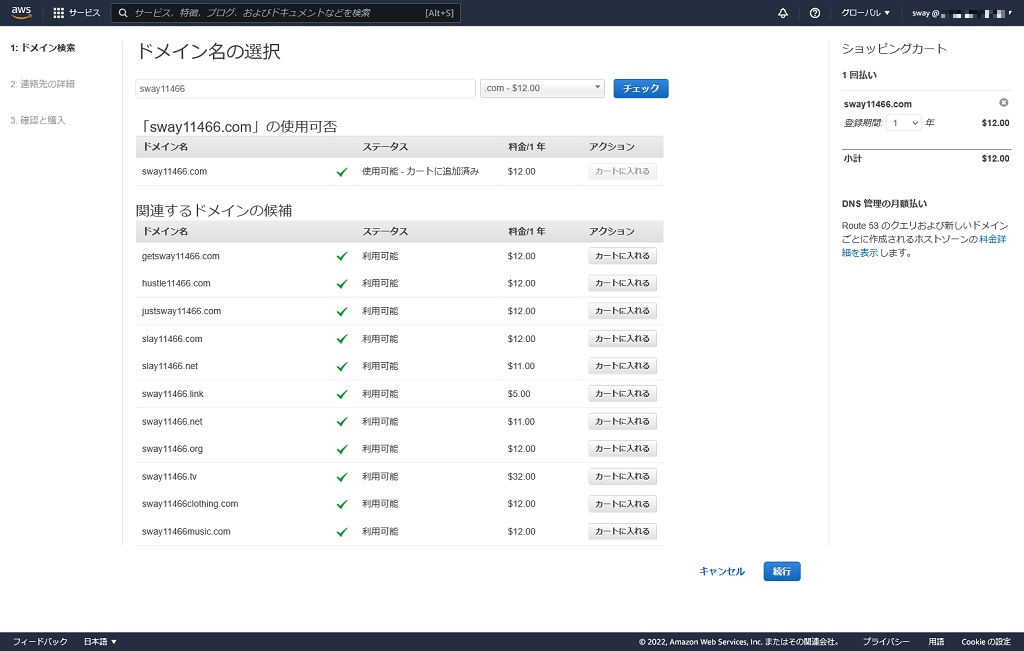 aws サービス サービス、特徴、ブログ、およびドキュメントなどを検索 [Alt+S] グローバル ▼ sway @
1: ドメイン検索
2: 連絡先の詳細
3. 確認と購入
ドメイン名の選択
sway11466 .com - $12.00 チェック
「sway11466.com」の使用可否
ドメイン名 ステータス 料金/1 年 アクション
sway11466.com 使用可能 - カートに追加済み $12.00 カートに入れる
関連するドメインの候補
ドメイン名 ステータス 料金/1 年 アクション
getsway11466.com 利用可能 $12.00 カートに入れる
hustle11466.com 利用可能 $12.00 カートに入れる
justsway11466.com 利用可能 $12.00 カートに入れる
slay11466.com 利用可能 $12.00 カートに入れる
slay11466.net 利用可能 $11.00 カートに入れる
sway11466.link 利用可能 $5.00 カートに入れる
sway11466.net 利用可能 $11.00 カートに入れる
sway11466.org 利用可能 $12.00 カートに入れる
sway11466.tv 利用可能 $32.00 カートに入れる
sway11466clothing.com 利用可能 $12.00 カートに入れる
sway11466music.com 利用可能 $12.00 カートに入れる
キャンセル 続行
ショッピングカート
1 回払い
sway11466.com
登録期間: 1 年 $12.00
小計 $12.00
DNS 管理の月額払い
Route 53 のクエリおよび新しいドメイン
ごとに作成されるホストゾーンの 料金詳
細を表示 します。
フィードバック 日本語 ▼ © 2022, Amazon Web Services, Inc. またはその関連会社。 プライバシー 用語 Cookie の設定